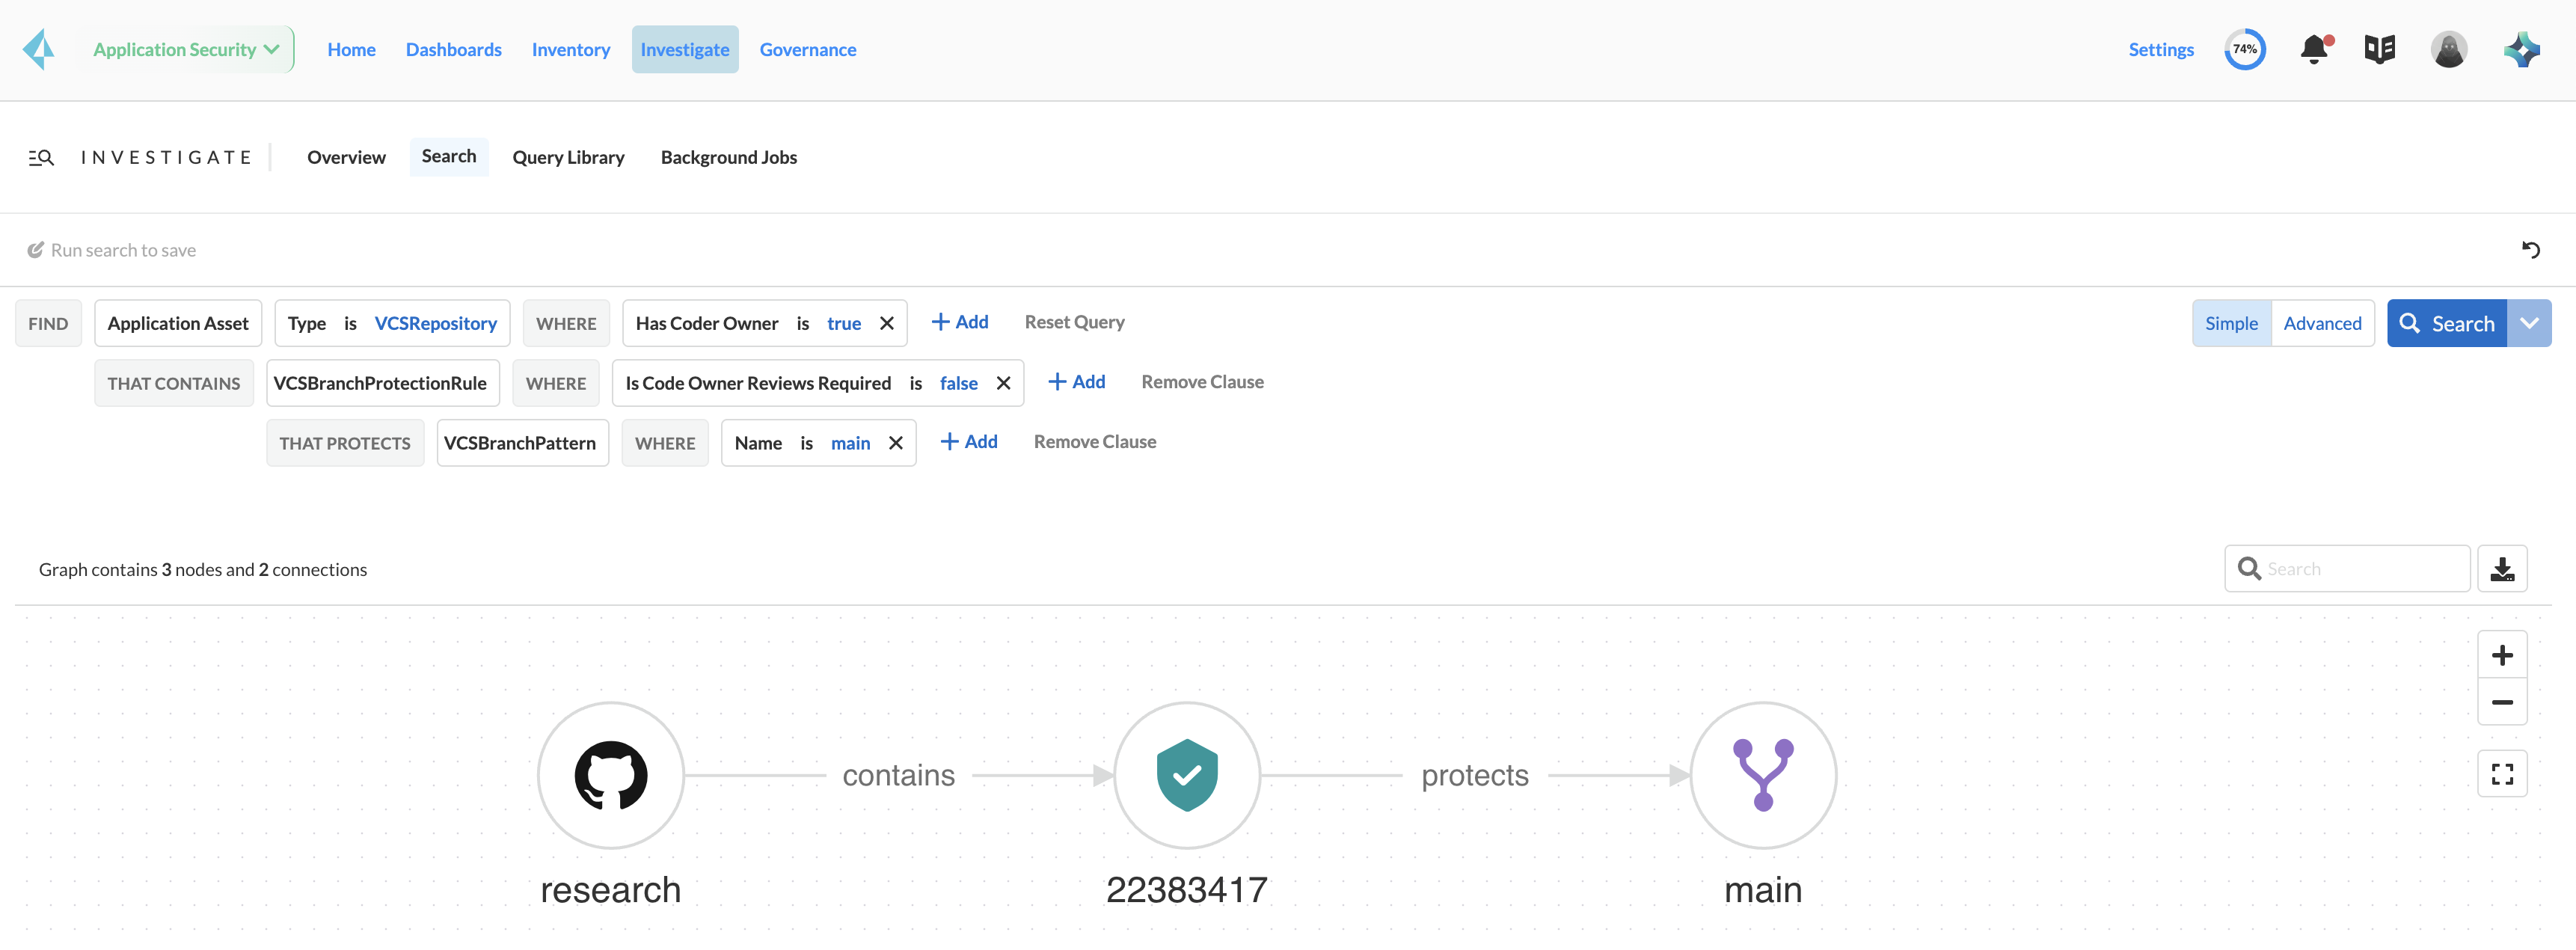 Application Security Home Dashboards Inventory Investigate Governance Settings 74%
INVESTIGATE Overview Search Query Library Background Jobs
Run search to save
FIND Application Asset Type is VCSRepository WHERE Has Coder Owner is true Add Reset Query Simple Advanced Search
THAT CONTAINS VCSBranchProtectionRule WHERE Is Code Owner Reviews Required is false Add Remove Clause
THAT PROTECTS VCSBranchPattern WHERE Name is main Add Remove Clause
Graph contains 3 nodes and 2 connections Search
contains protects
research 22383417 main